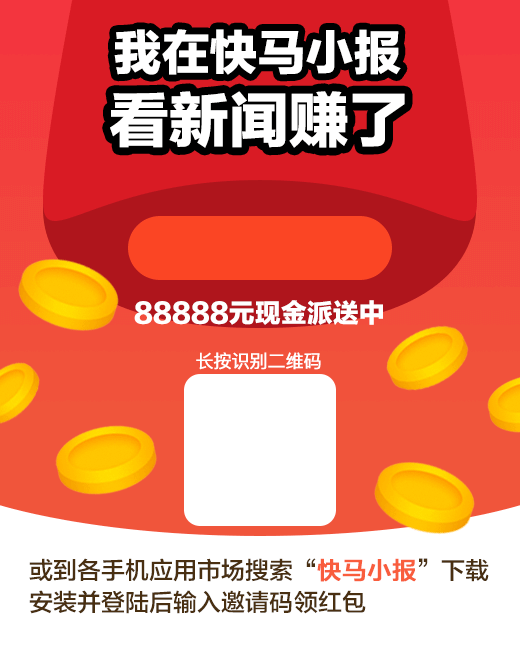 我在快马小报
看新闻赚了
88888元现金派送中
长按识别二维码
或到各手机应用市场搜索“快马小报”下载
安装并登陆后输入邀请码领红包